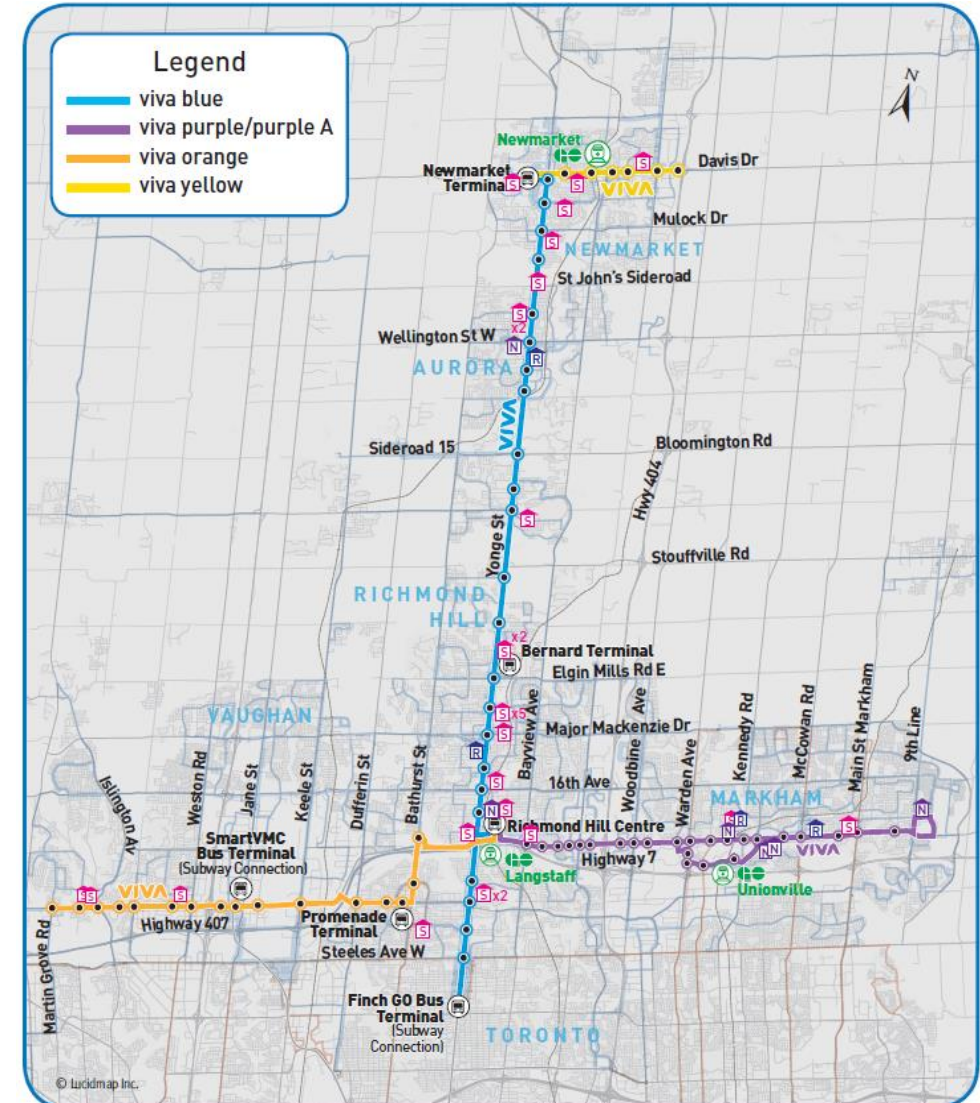 Legend
viva blue
viva purple/purple A
viva orange
viva yellow
N
Newmarket
GO
S
Davis Dr
Newmarket
Terminal
S
S
VIVA
S
Mulock Dr
S
NEWMARKET
St John's Sideroad
S
S
x2
Wellington St W
N
R
AURORA
VIVA
Sideroad 15
Bloomington Rd
Hwy 404
S
Yonge St
Stouffville Rd
RICHMOND
HILL
x2
S
Bernard Terminal
Elgin Mills Rd E
VAUGHAN
S x5
S
Major Mackenzie Dr
R
Bayview Ave
Woodbine Ave
Warden Ave
Kennedy Rd
McCowan Rd
Main St Markham
9th Line
16th Ave
S
MARKHAM
Islington Av
Weston Rd
Jane St
Keele St
Dufferin St
Bathurst St
N
S
S
Richmond Hill Centre
S
S
R
N
R
S
N
N
N
VIVA
Highway 7
GO
Langstaff
GO
Unionville
SmartVMC
Bus Terminal
(Subway Connection)
S
S
VIVA
S
S x2
Highway 407
Promenade
Terminal
S
Steeles Ave W
Martin Grove Rd
Finch GO Bus
Terminal
(Subway
Connection)
TORONTO
© Lucidmap Inc.